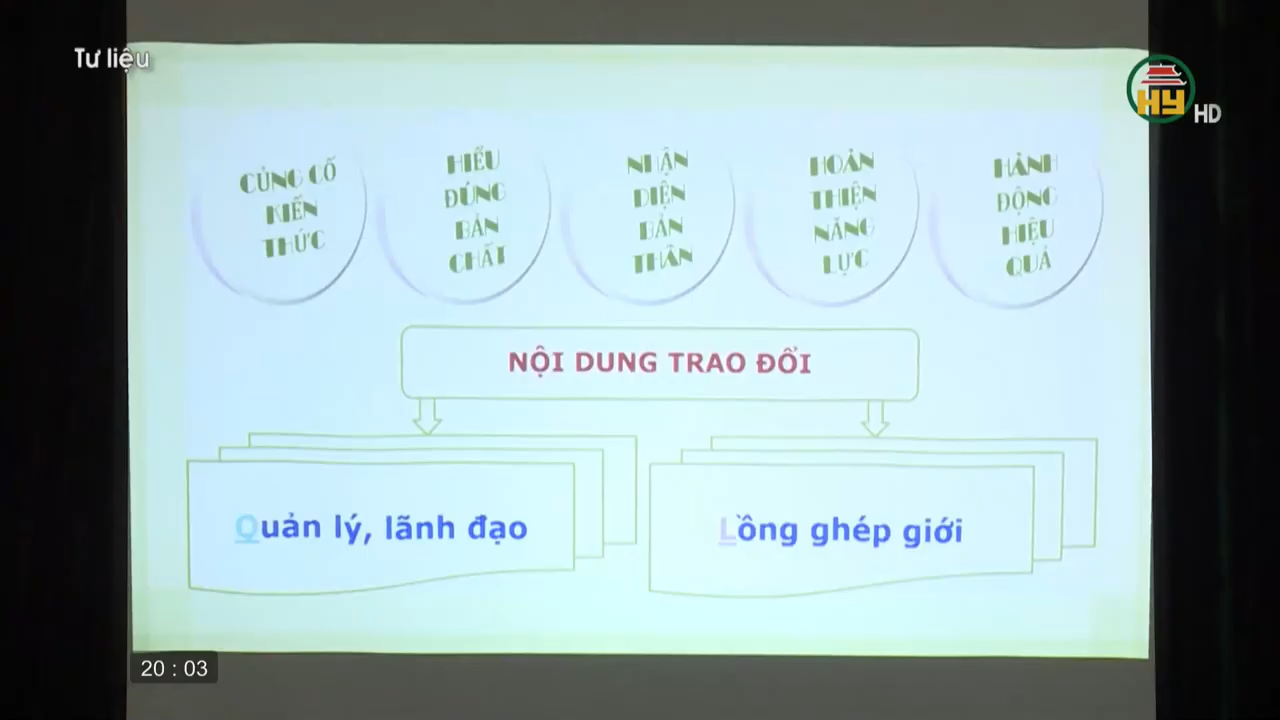 Tư liệu
HY HD
CỦNG CỐ
KIẾN
THỨC
HIỂU
ĐÚNG
BẢN
CHẤT
NHẬN
DIỆN
BẢN
THÂN
HOÀN
THIỆN
NĂNG
LỰC
HÀNH
ĐỘNG
HIỆU
QUẢ
NỘI DUNG TRAO ĐỔI
Quản lý, lãnh đạo
Lồng ghép giới
20 : 03